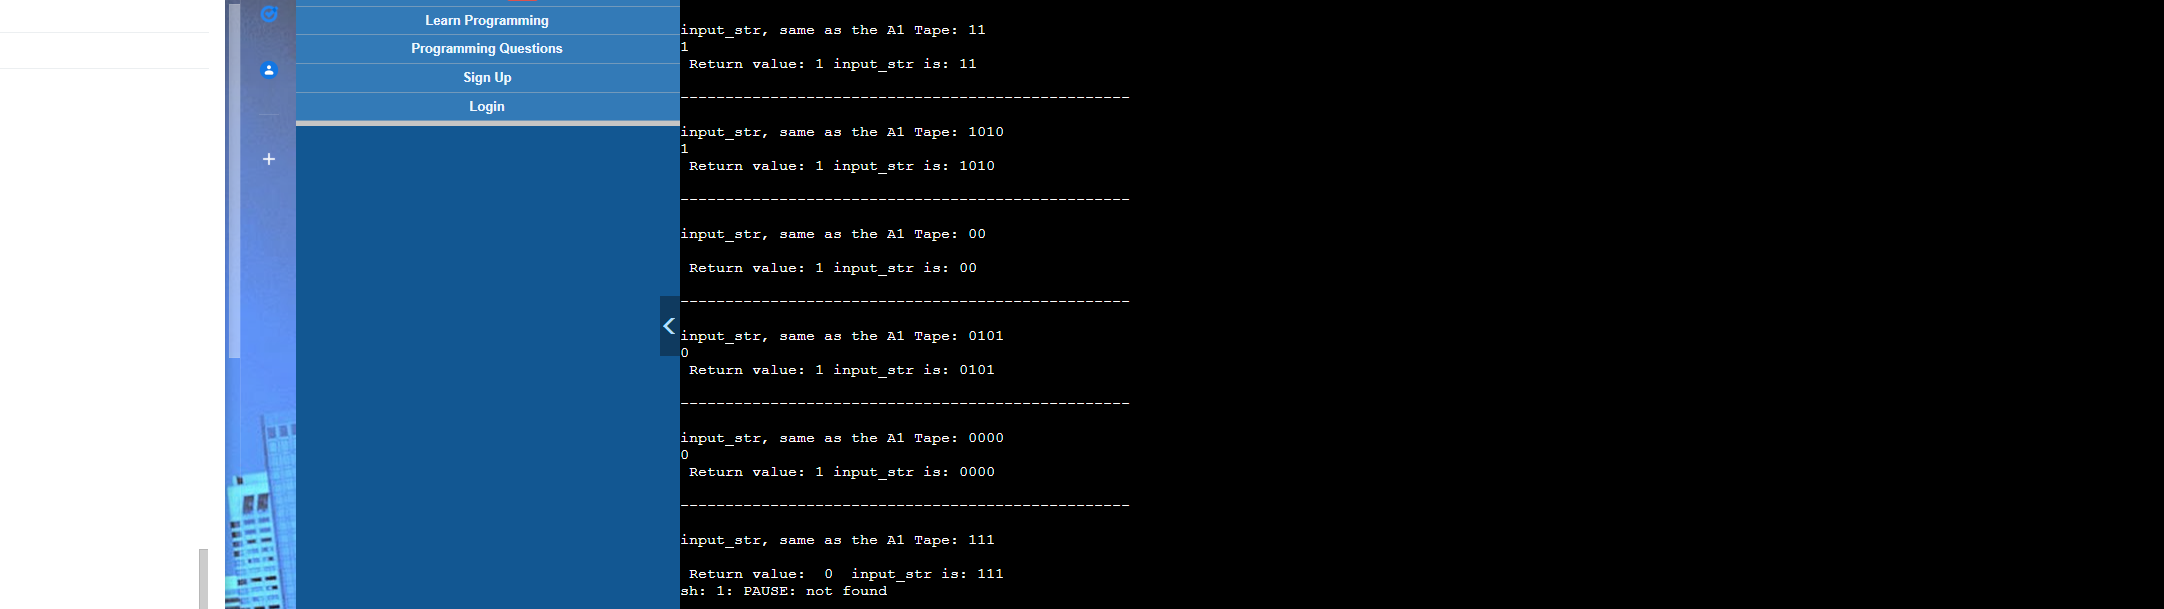 Learn Programming
Programming Questions
Sign Up
Login
input_str, same as the A1 Tape: 11
1
Return value: 1 input_str is: 11
--------------------------------------------------
input_str, same as the A1 Tape: 1010
1
Return value: 1 input_str is: 1010
--------------------------------------------------
input_str, same as the A1 Tape: 00
Return value: 1 input_str is: 00
--------------------------------------------------
input_str, same as the A1 Tape: 0101
0
Return value: 1 input_str is: 0101
--------------------------------------------------
input_str, same as the A1 Tape: 0000
0
Return value: 1 input_str is: 0000
--------------------------------------------------
input_str, same as the A1 Tape: 111
Return value:  0  input_str is: 111
sh: 1: PAUSE: not found